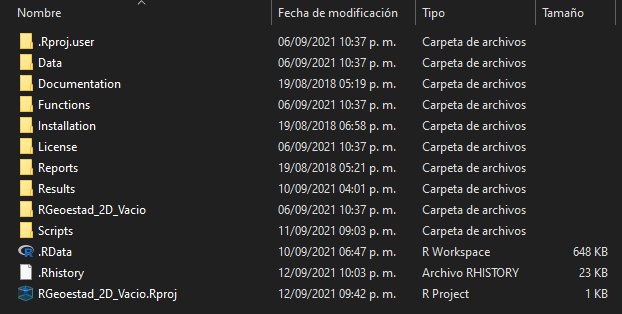 Nombre Fecha de modificación Tipo Tamaño
.Rproj.user 06/09/2021 10:37 p. m. Carpeta de archivos
Data 06/09/2021 10:37 p. m. Carpeta de archivos
Documentation 19/08/2018 05:19 p. m. Carpeta de archivos
Functions 06/09/2021 10:37 p. m. Carpeta de archivos
Installation 19/08/2018 06:58 p. m. Carpeta de archivos
License 06/09/2021 10:37 p. m. Carpeta de archivos
Reports 19/08/2018 05:21 p. m. Carpeta de archivos
Results 10/09/2021 04:01 p. m. Carpeta de archivos
RGeoestad_2D_Vacio 06/09/2021 10:37 p. m. Carpeta de archivos
Scripts 11/09/2021 09:03 p. m. Carpeta de archivos
.RData 10/09/2021 06:47 p. m. R Workspace 648 KB
.Rhistory 12/09/2021 10:03 p. m. Archivo RHISTORY 23 KB
RGeoestad_2D_Vacio.Rproj 12/09/2021 09:42 p. m. R Project 1 KB